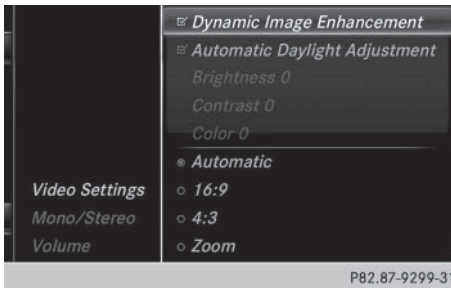 Dynamic Image Enhancement
Automatic Daylight Adjustment
Brightness 0
Contrast 0
Color 0
Automatic
16:9
4:3
Zoom
Video Settings
Mono/Stereo
Volume
P82.87-9299-31